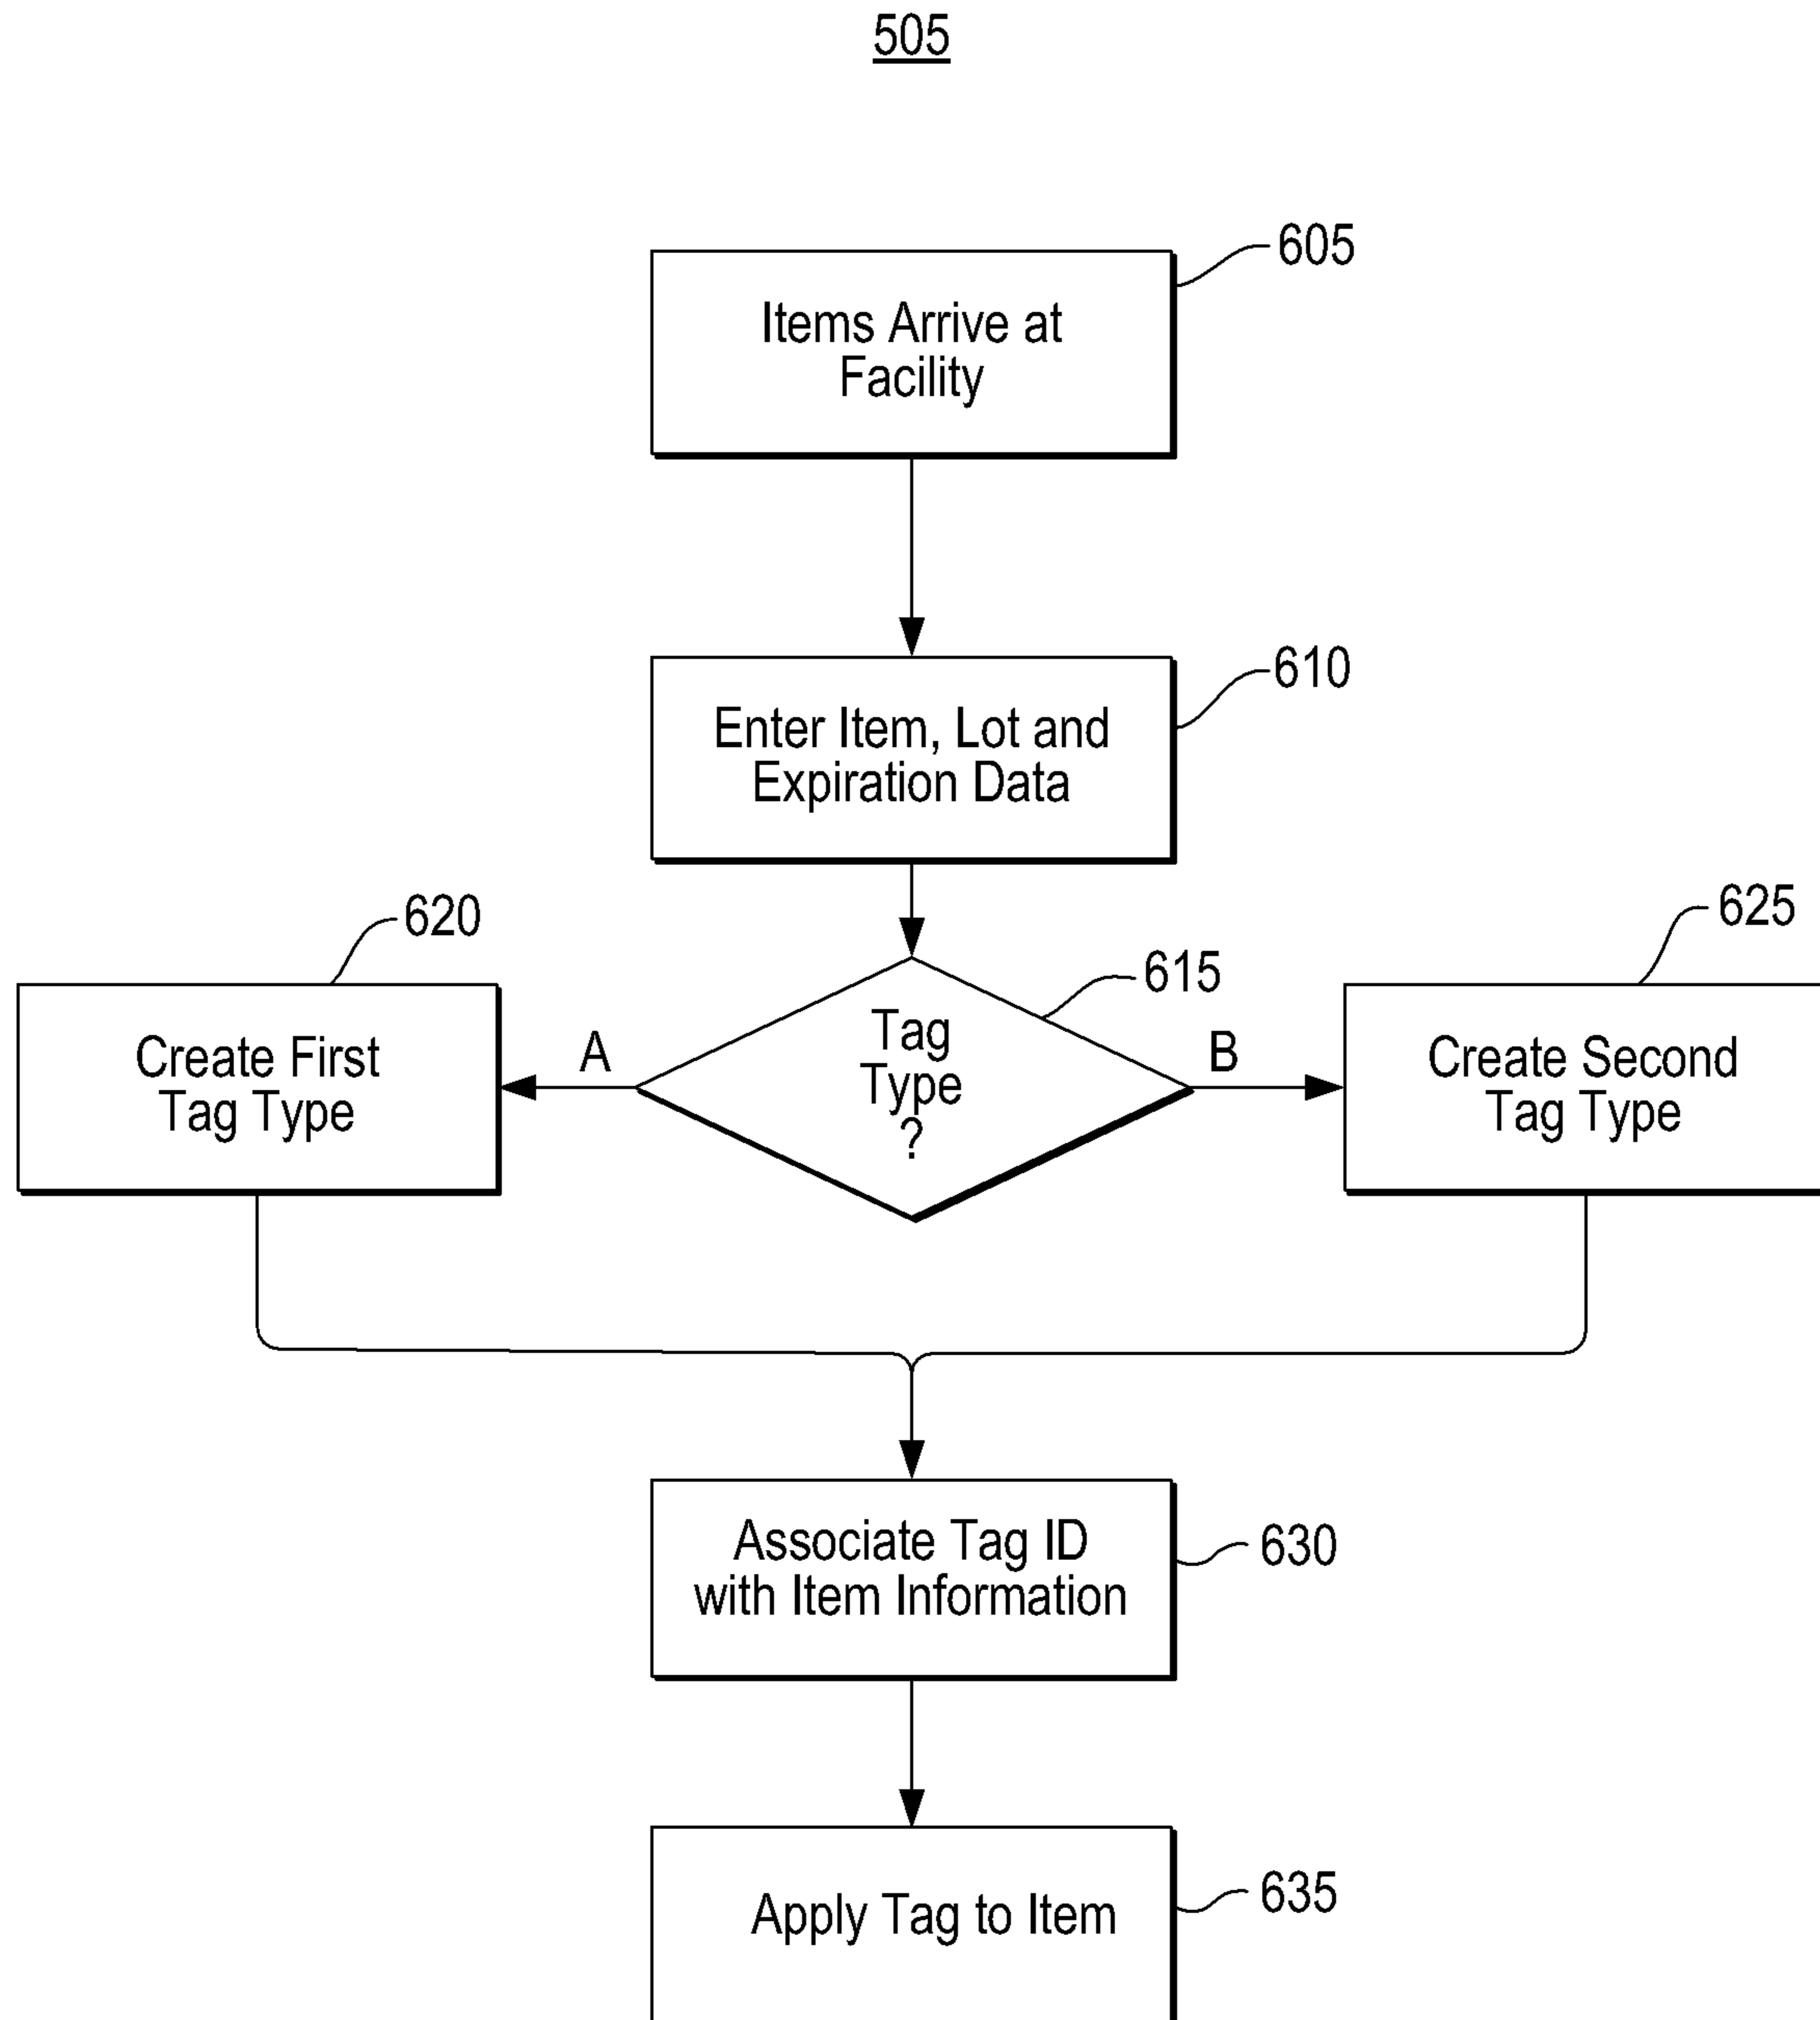 505
605
Items Arrive at
Facility
610
Enter Item, Lot and
Expiration Data
620
625
615
Create First
Tag Type
A
Tag
Type
?
B
Create Second
Tag Type
Associate Tag ID
with Item Information
630
Apply Tag to Item
635